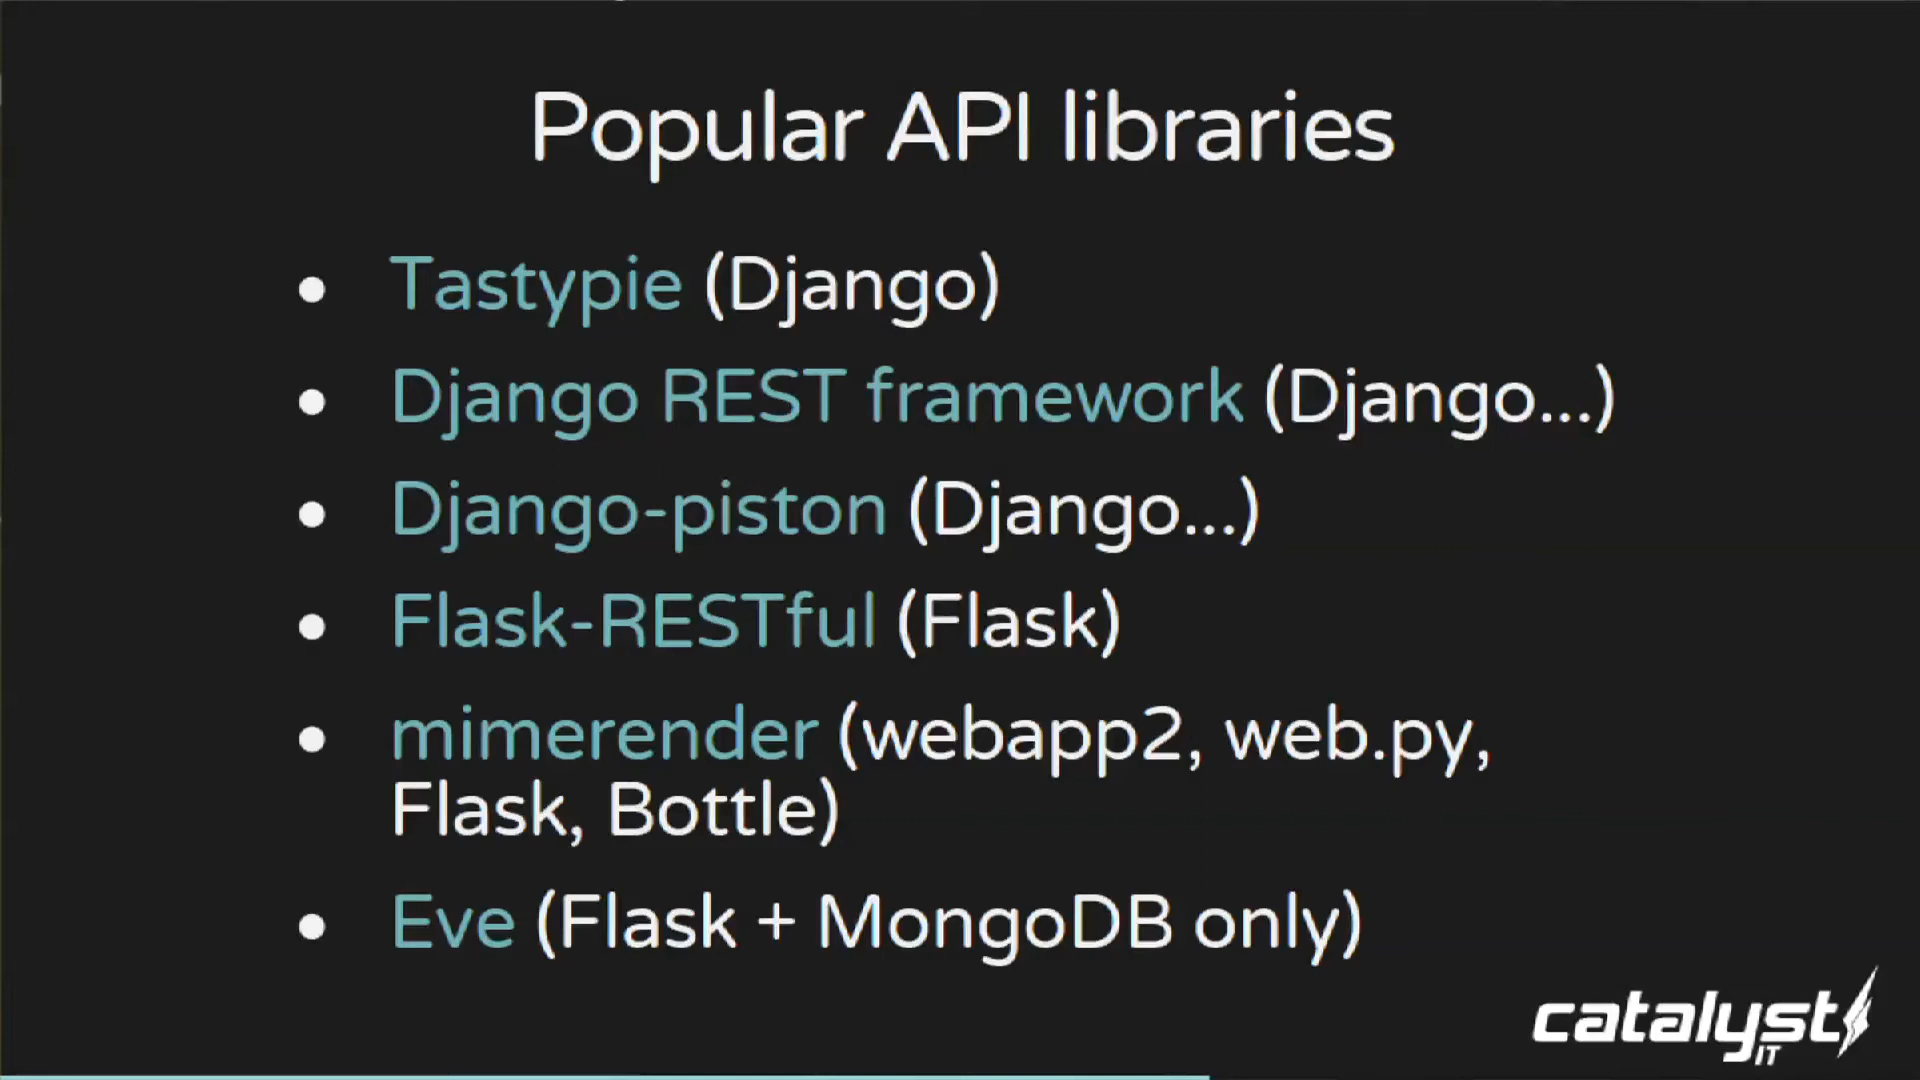 Popular API libraries
• Tastypie (Django)
• Django REST framework (Django...)
• Django-piston (Django...)
• Flask-RESTful (Flask)
• mimerender (webapp2, web.py,
Flask, Bottle)
• Eve (Flask + MongoDB only)
catalyst
IT